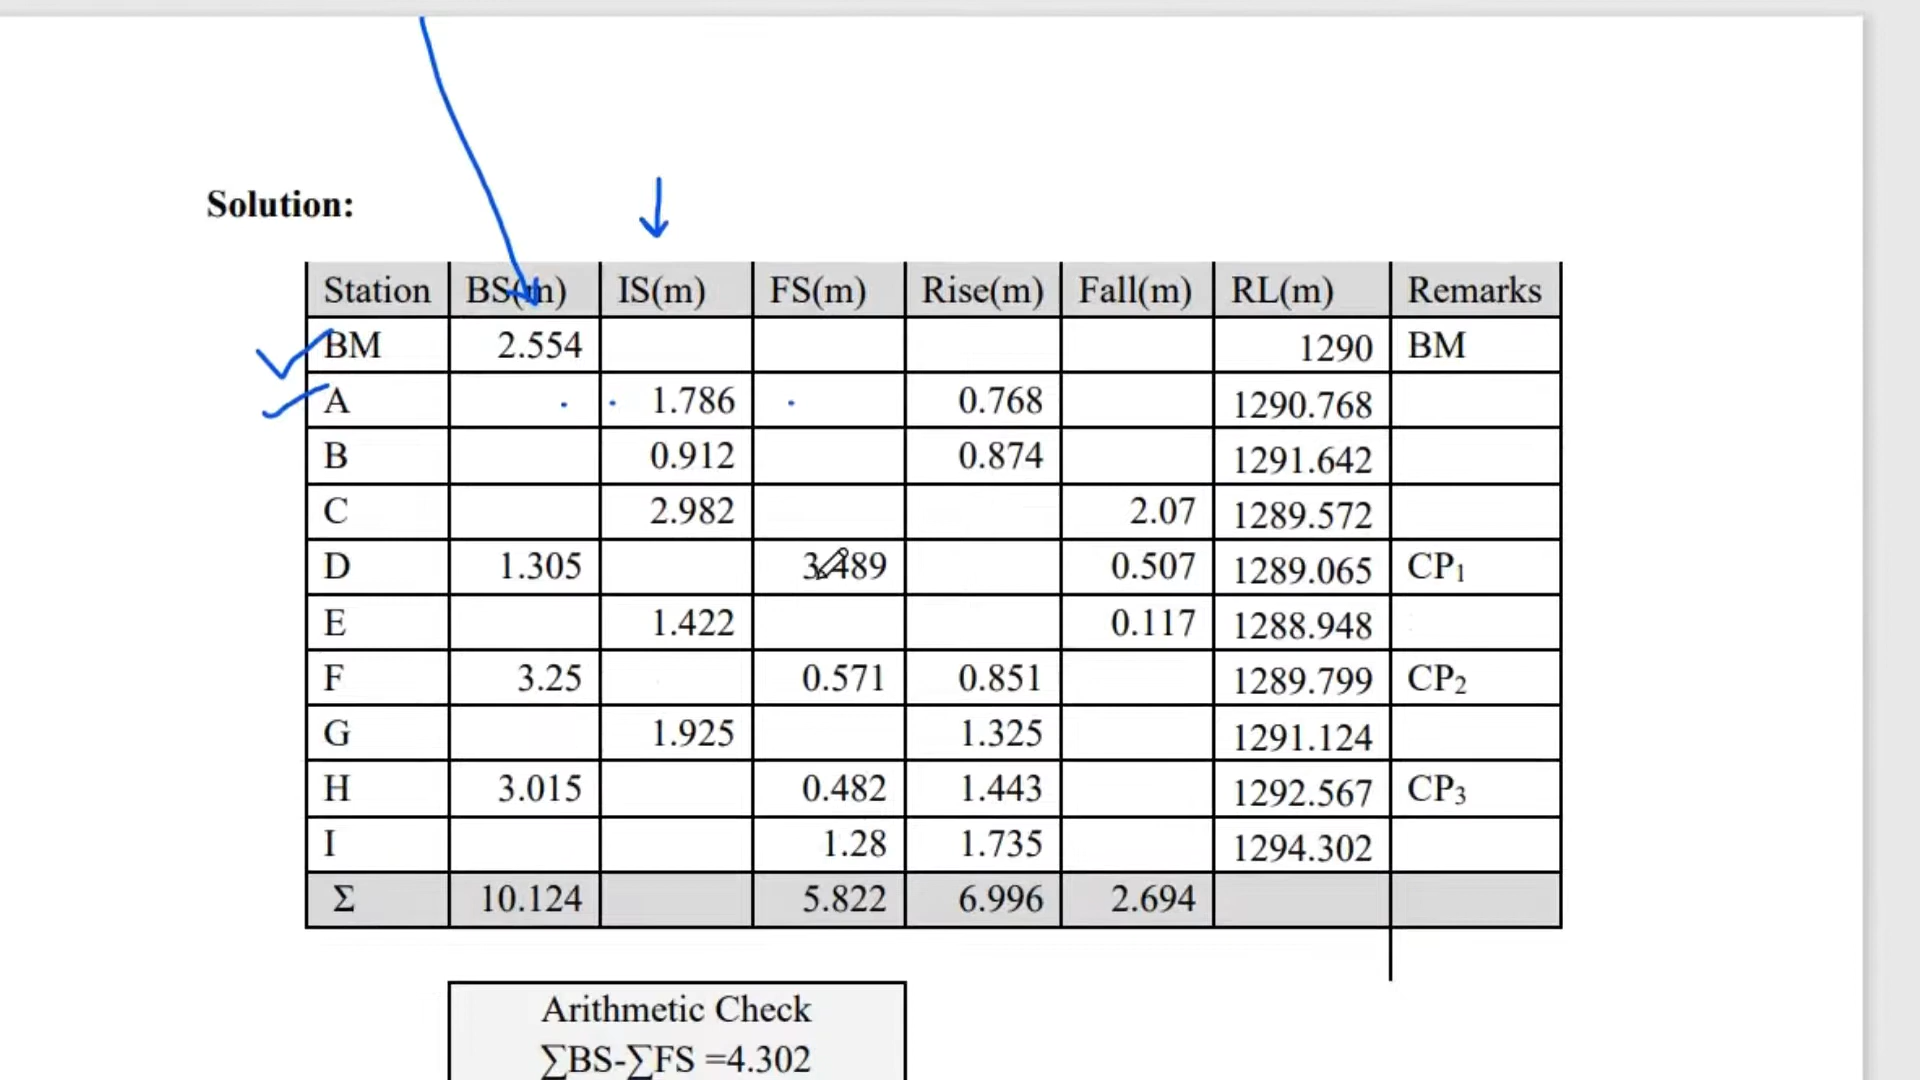 Solution:
Station BS(m) IS(m) FS(m) Rise(m) Fall(m) RL(m) Remarks
BM 2.554 1290 BM
A 1.786 0.768 1290.768
B 0.912 0.874 1291.642
C 2.982 2.07 1289.572
D 1.305 3.489 0.507 1289.065 CP₁
E 1.422 0.117 1288.948
F 3.25 0.571 0.851 1289.799 CP₂
G 1.925 1.325 1291.124
H 3.015 0.482 1.443 1292.567 CP₃
I 1.28 1.735 1294.302
Σ 10.124 5.822 6.996 2.694
Arithmetic Check
∑BS-∑FS =4.302